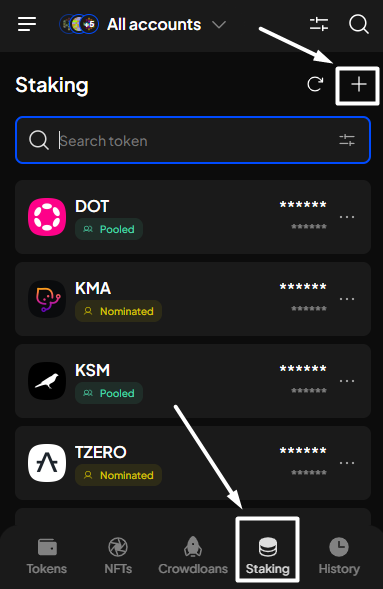 +5 All accounts
Staking
Search token
DOT ******
Pooled ******
KMA ******
Nominated ******
KSM ******
Pooled ******
TZERO ******
Nominated ******
Tokens NFTs Crowdloans Staking History